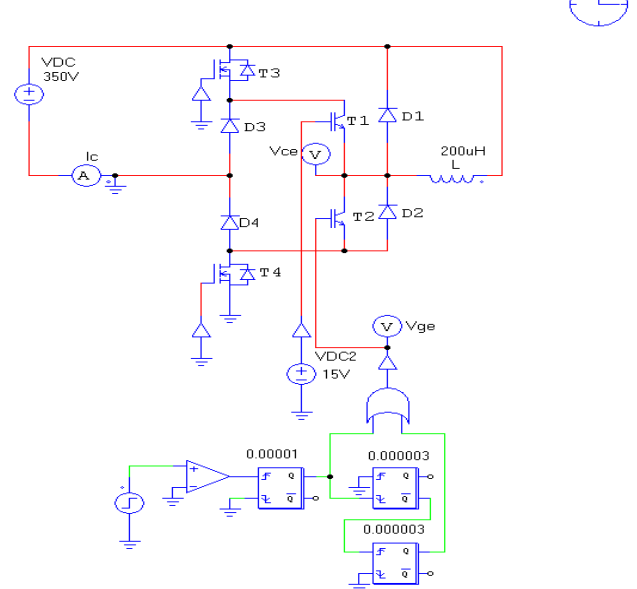 VDC
350V
T3
D3
T1
D1
Vce
V
200uH
L
Ic
A
T2
D2
D4
T4
V
Vge
VDC2
15V
0.00001
0.000003
Q
Q
Q
Q
0.000003
Q
Q